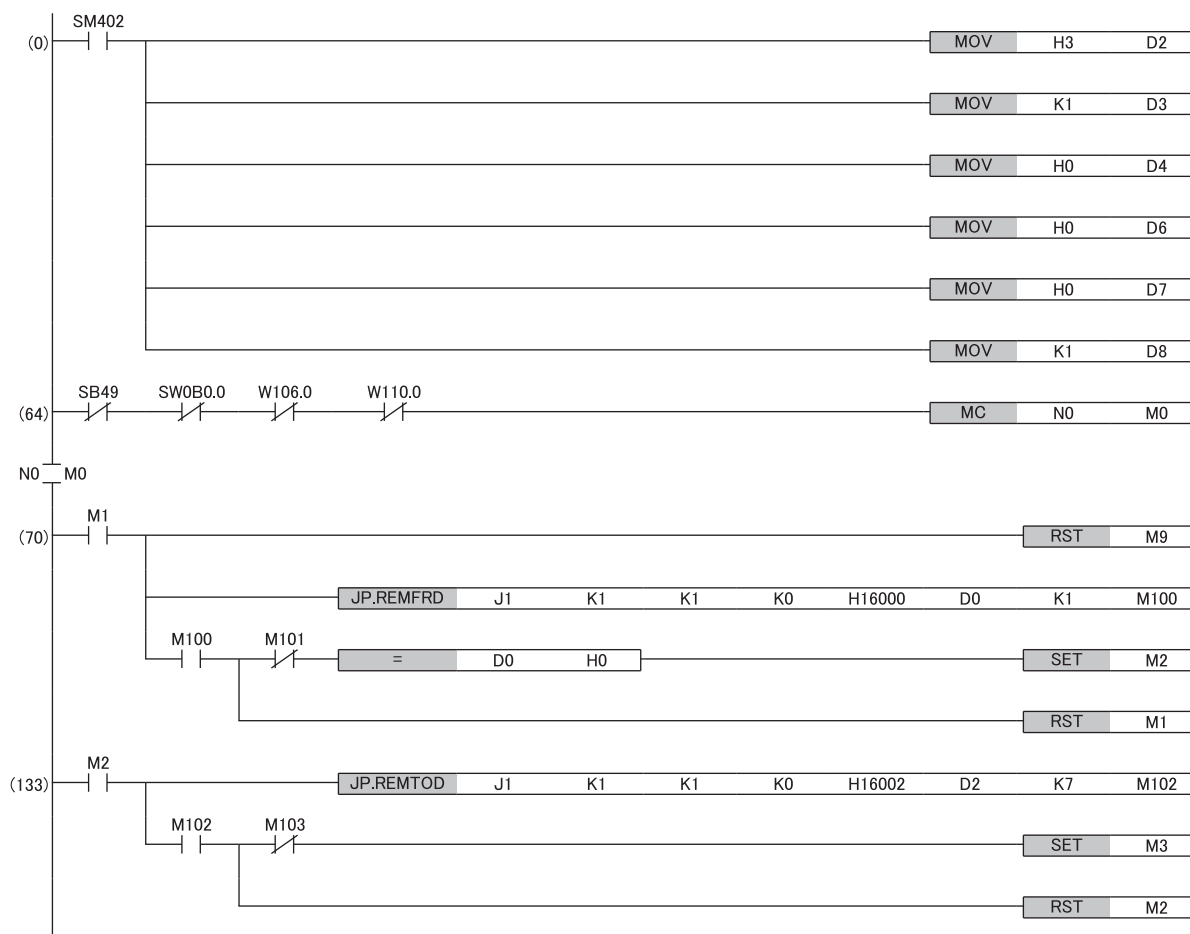 SM402
(0) MOV H3 D2
MOV K1 D3
MOV H0 D4
MOV H0 D6
MOV H0 D7
MOV K1 D8
SB49 SW0B0.0 W106.0 W110.0
(64) MC N0 M0
N0 M0
M1
(70) RST M9
JP.REMFRD J1 K1 K1 K0 H16000 D0 K1 M100
M100 M101
= D0 H0 SET M2
RST M1
M2
(133) JP.REMTOD J1 K1 K1 K0 H16002 D2 K7 M102
M102 M103
SET M3
RST M2